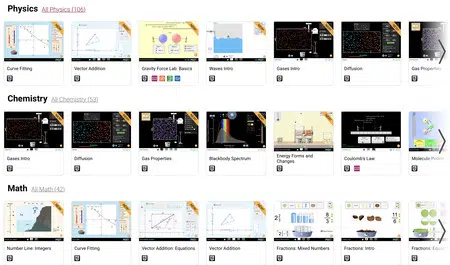 Physics All Physics (106)
Curve Fitting
Vector Addition
Gravity Force Lab: Basics
Waves Intro
Gases Intro
Diffusion
Gas Properties
Chemistry All Chemistry (53)
Gases Intro
Diffusion
Gas Properties
Blackbody Spectrum
Energy Forms and
Changes
Coulomb's Law
Molecule
Math All Math (42)
Number Line: Integers
Curve Fitting
Vector Addition: Equations
Vector Addition
Fractions: Mixed Numbers
Fractions: Intro
Fractions: